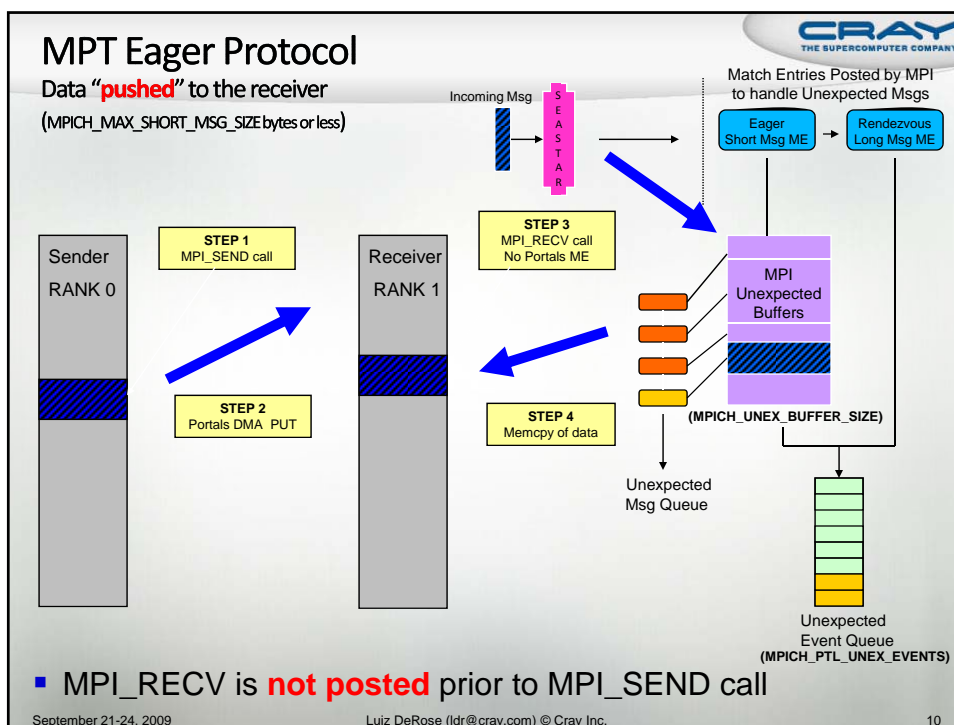 CRAY
THE SUPERCOMPUTER COMPANY
MPT Eager Protocol
Data “pushed” to the receiver
(MPICH_MAX_SHORT_MSG_SIZE bytes or less)
Incoming Msg
SEASTAR
Match Entries Posted by MPI
to handle Unexpected Msgs
Eager
Short Msg ME
Rendezvous
Long Msg ME
Sender
RANK 0
STEP 1
MPI_SEND call
STEP 2
Portals DMA PUT
Receiver
RANK 1
STEP 3
MPI_RECV call
No Portals ME
STEP 4
Memcpy of data
MPI
Unexpected
Buffers
(MPICH_UNEX_BUFFER_SIZE)
Unexpected
Msg Queue
Unexpected
Event Queue
(MPICH_PTL_UNEX_EVENTS)
▪ MPI_RECV is not posted prior to MPI_SEND call
September 21-24, 2009
Luiz DeRose (ldr@cray.com) © Cray Inc.
10